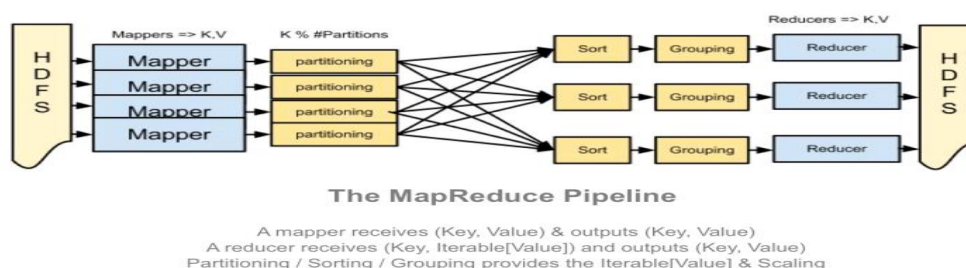 Mappers => K,V
K % #Partitions
Reducers => K,V
HDFS
Mapper
partitioning
Mapper
partitioning
Mapper
partitioning
Mapper
partitioning
Sort
Grouping
Reducer
Sort
Grouping
Reducer
Sort
Grouping
Reducer
HDFS
The MapReduce Pipeline
A mapper receives (Key, Value) & outputs (Key, Value)
A reducer receives (Key, Iterable[Value]) and outputs (Key, Value)
Partitioning / Sorting / Grouping provides the Iterable[Value] & Scaling